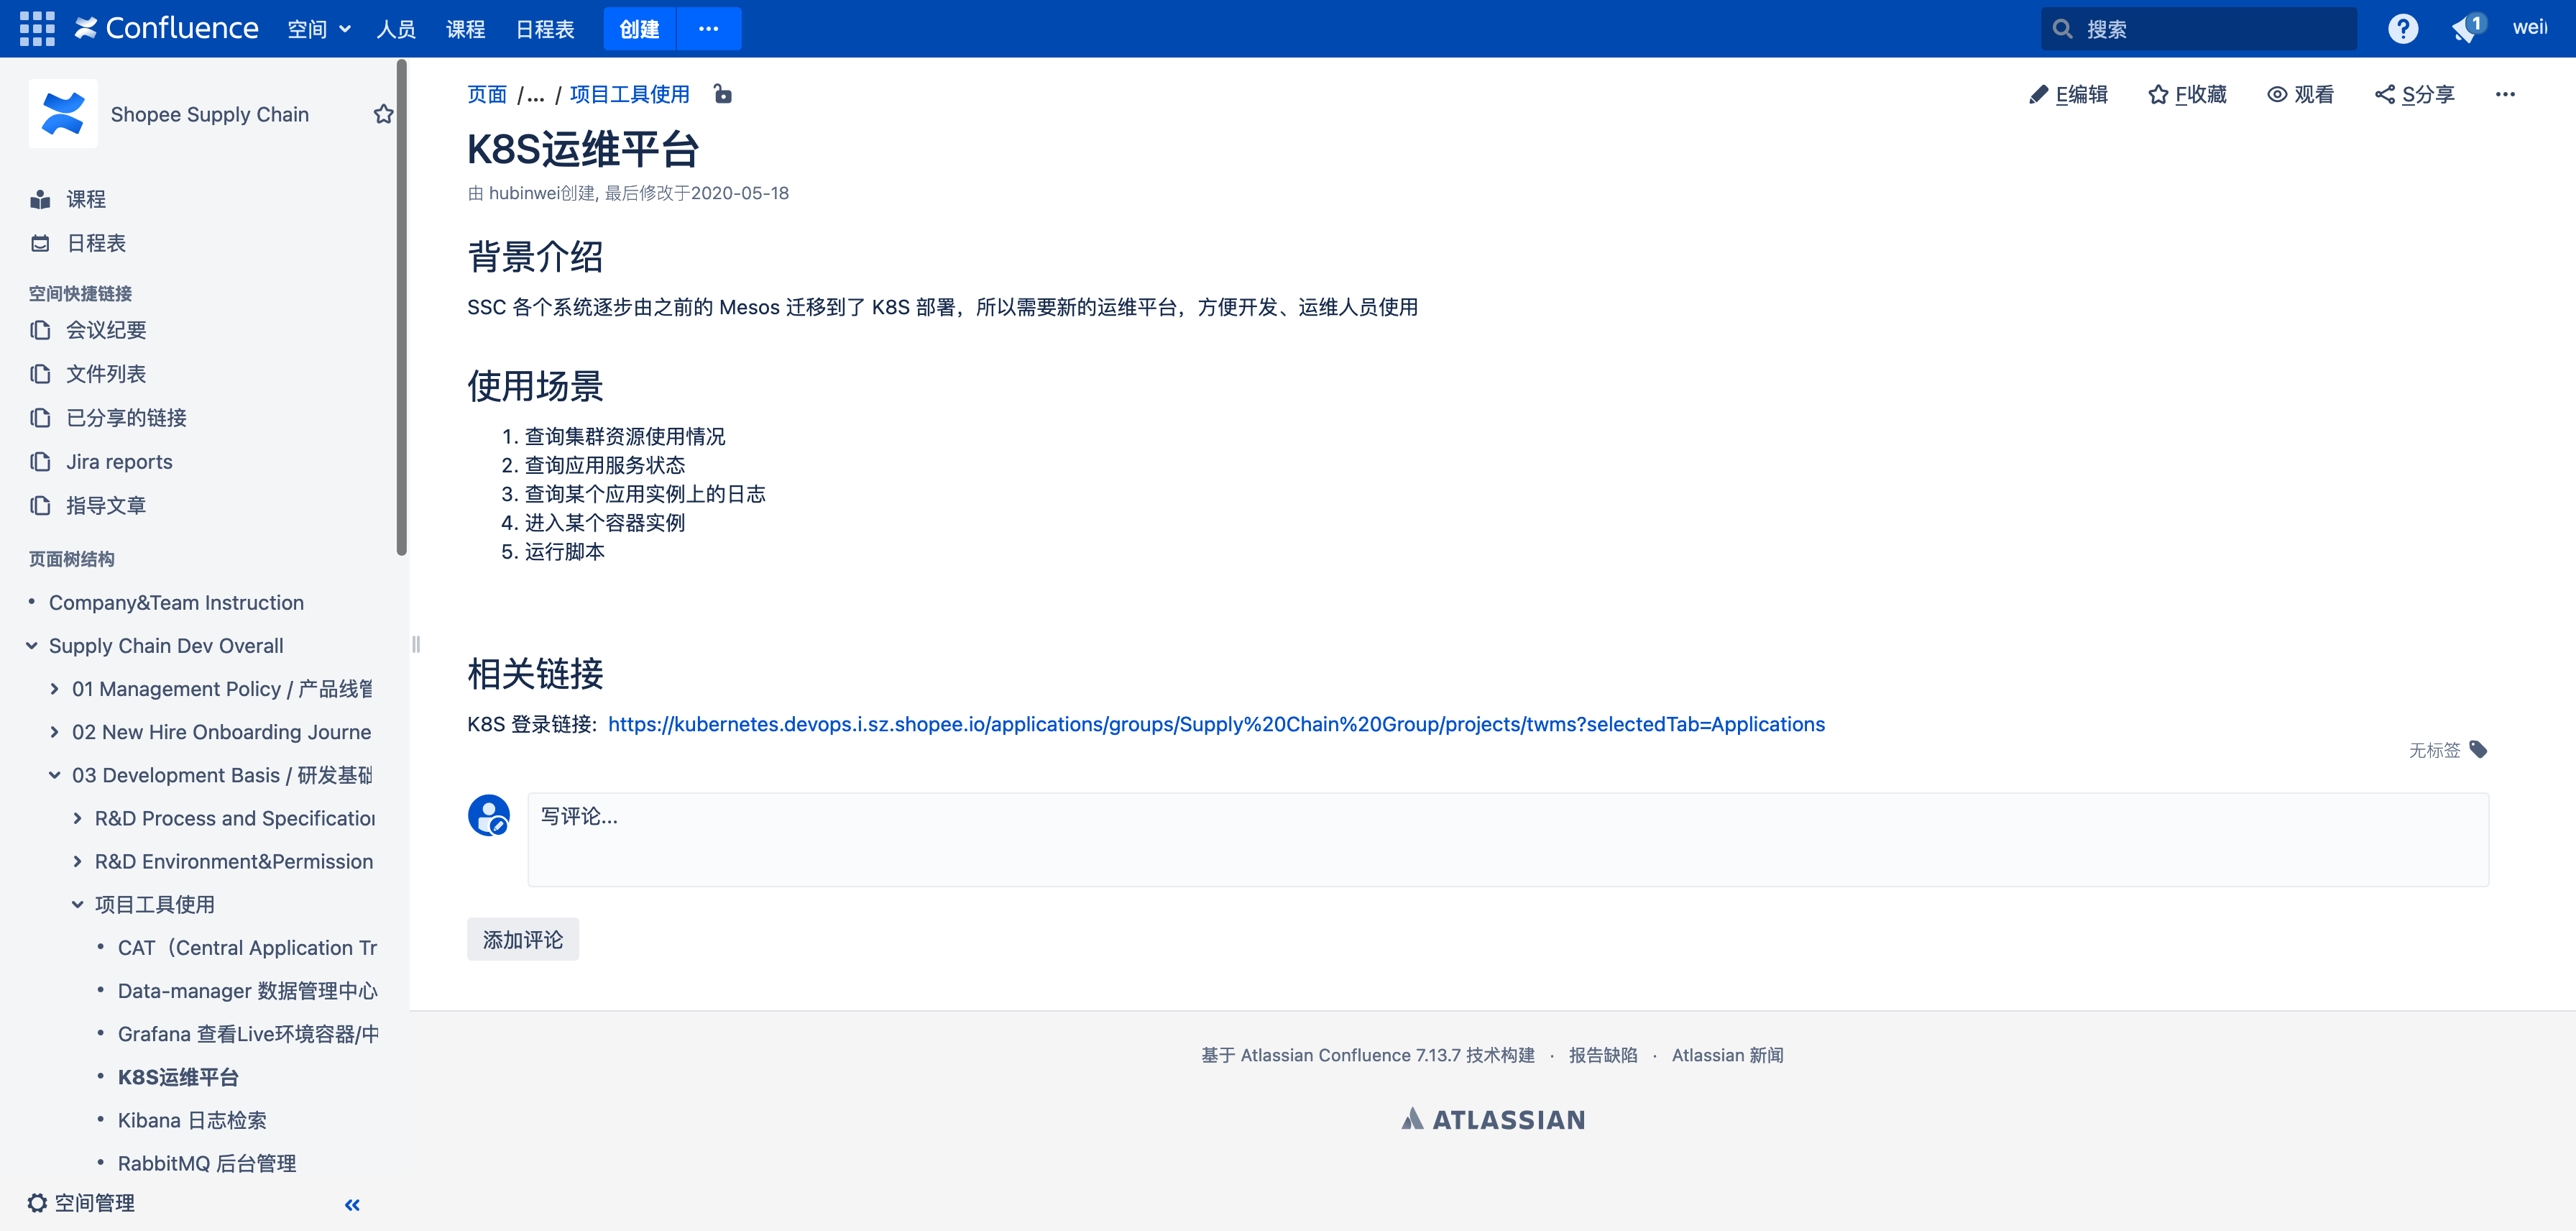 Confluence 空间 人员 课程 日程表 创建 ··· 搜索 1 weii
Shopee Supply Chain
课程
日程表
空间快捷链接
会议纪要
文件列表
已分享的链接
Jira reports
指导文章
页面树结构
Company&Team Instruction
Supply Chain Dev Overall
01 Management Policy / 产品线管
02 New Hire Onboarding Journe
03 Development Basis / 研发基础
R&D Process and Specification
R&D Environment&Permission
项目工具使用
CAT（Central Application Tr
Data-manager 数据管理中心
Grafana 查看Live环境容器/中
K8S运维平台
Kibana 日志检索
RabbitMQ 后台管理
空间管理
页面 /... / 项目工具使用
E编辑 F收藏 观看 S分享 ···
K8S运维平台
由 hubinwei创建, 最后修改于2020-05-18
背景介绍
SSC 各个系统逐步由之前的 Mesos 迁移到了 K8S 部署，所以需要新的运维平台，方便开发、运维人员使用
使用场景
1. 查询集群资源使用情况
2. 查询应用服务状态
3. 查询某个应用实例上的日志
4. 进入某个容器实例
5. 运行脚本
相关链接
K8S 登录链接: https://kubernetes.devops.i.sz.shopee.io/applications/groups/Supply%20Chain%20Group/projects/twms?selectedTab=Applications
无标签
写评论...
添加评论
基于 Atlassian Confluence 7.13.7 技术构建 · 报告缺陷 · Atlassian 新闻
ATLASSIAN